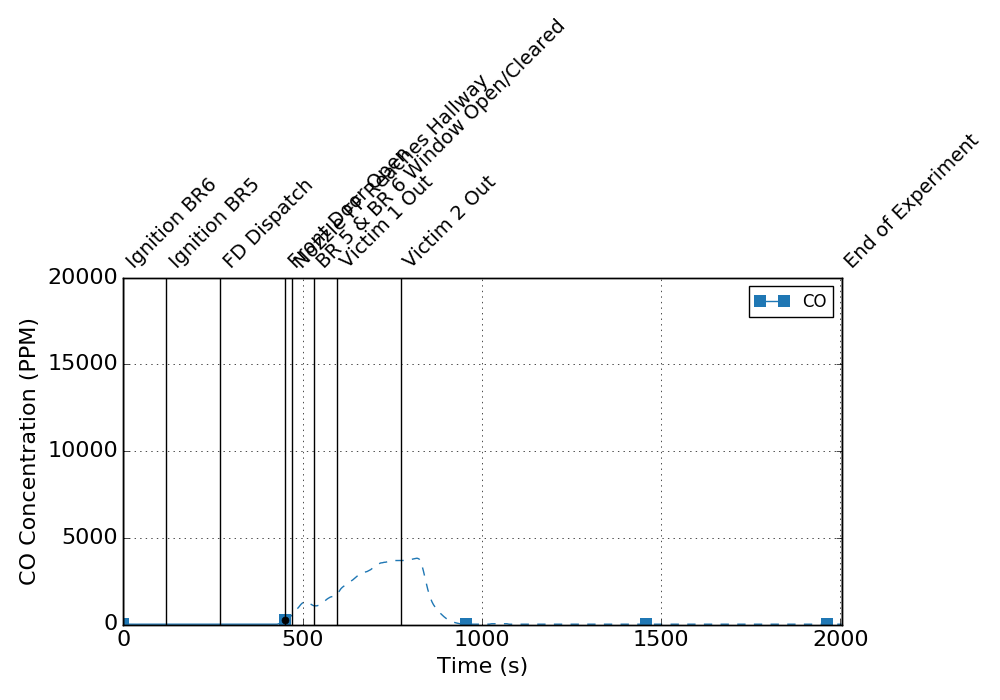 Ignition BR6
Ignition BR5
FD Dispatch
Front Door Open
Nozzle FF Reaches Hallway
BR 5 & BR 6 Window Open/Cleared
Victim 1 Out
Victim 2 Out
End of Experiment
20000
15000
10000
5000
0
CO Concentration (PPM)
CO
0
500
1000
1500
2000
Time (s)